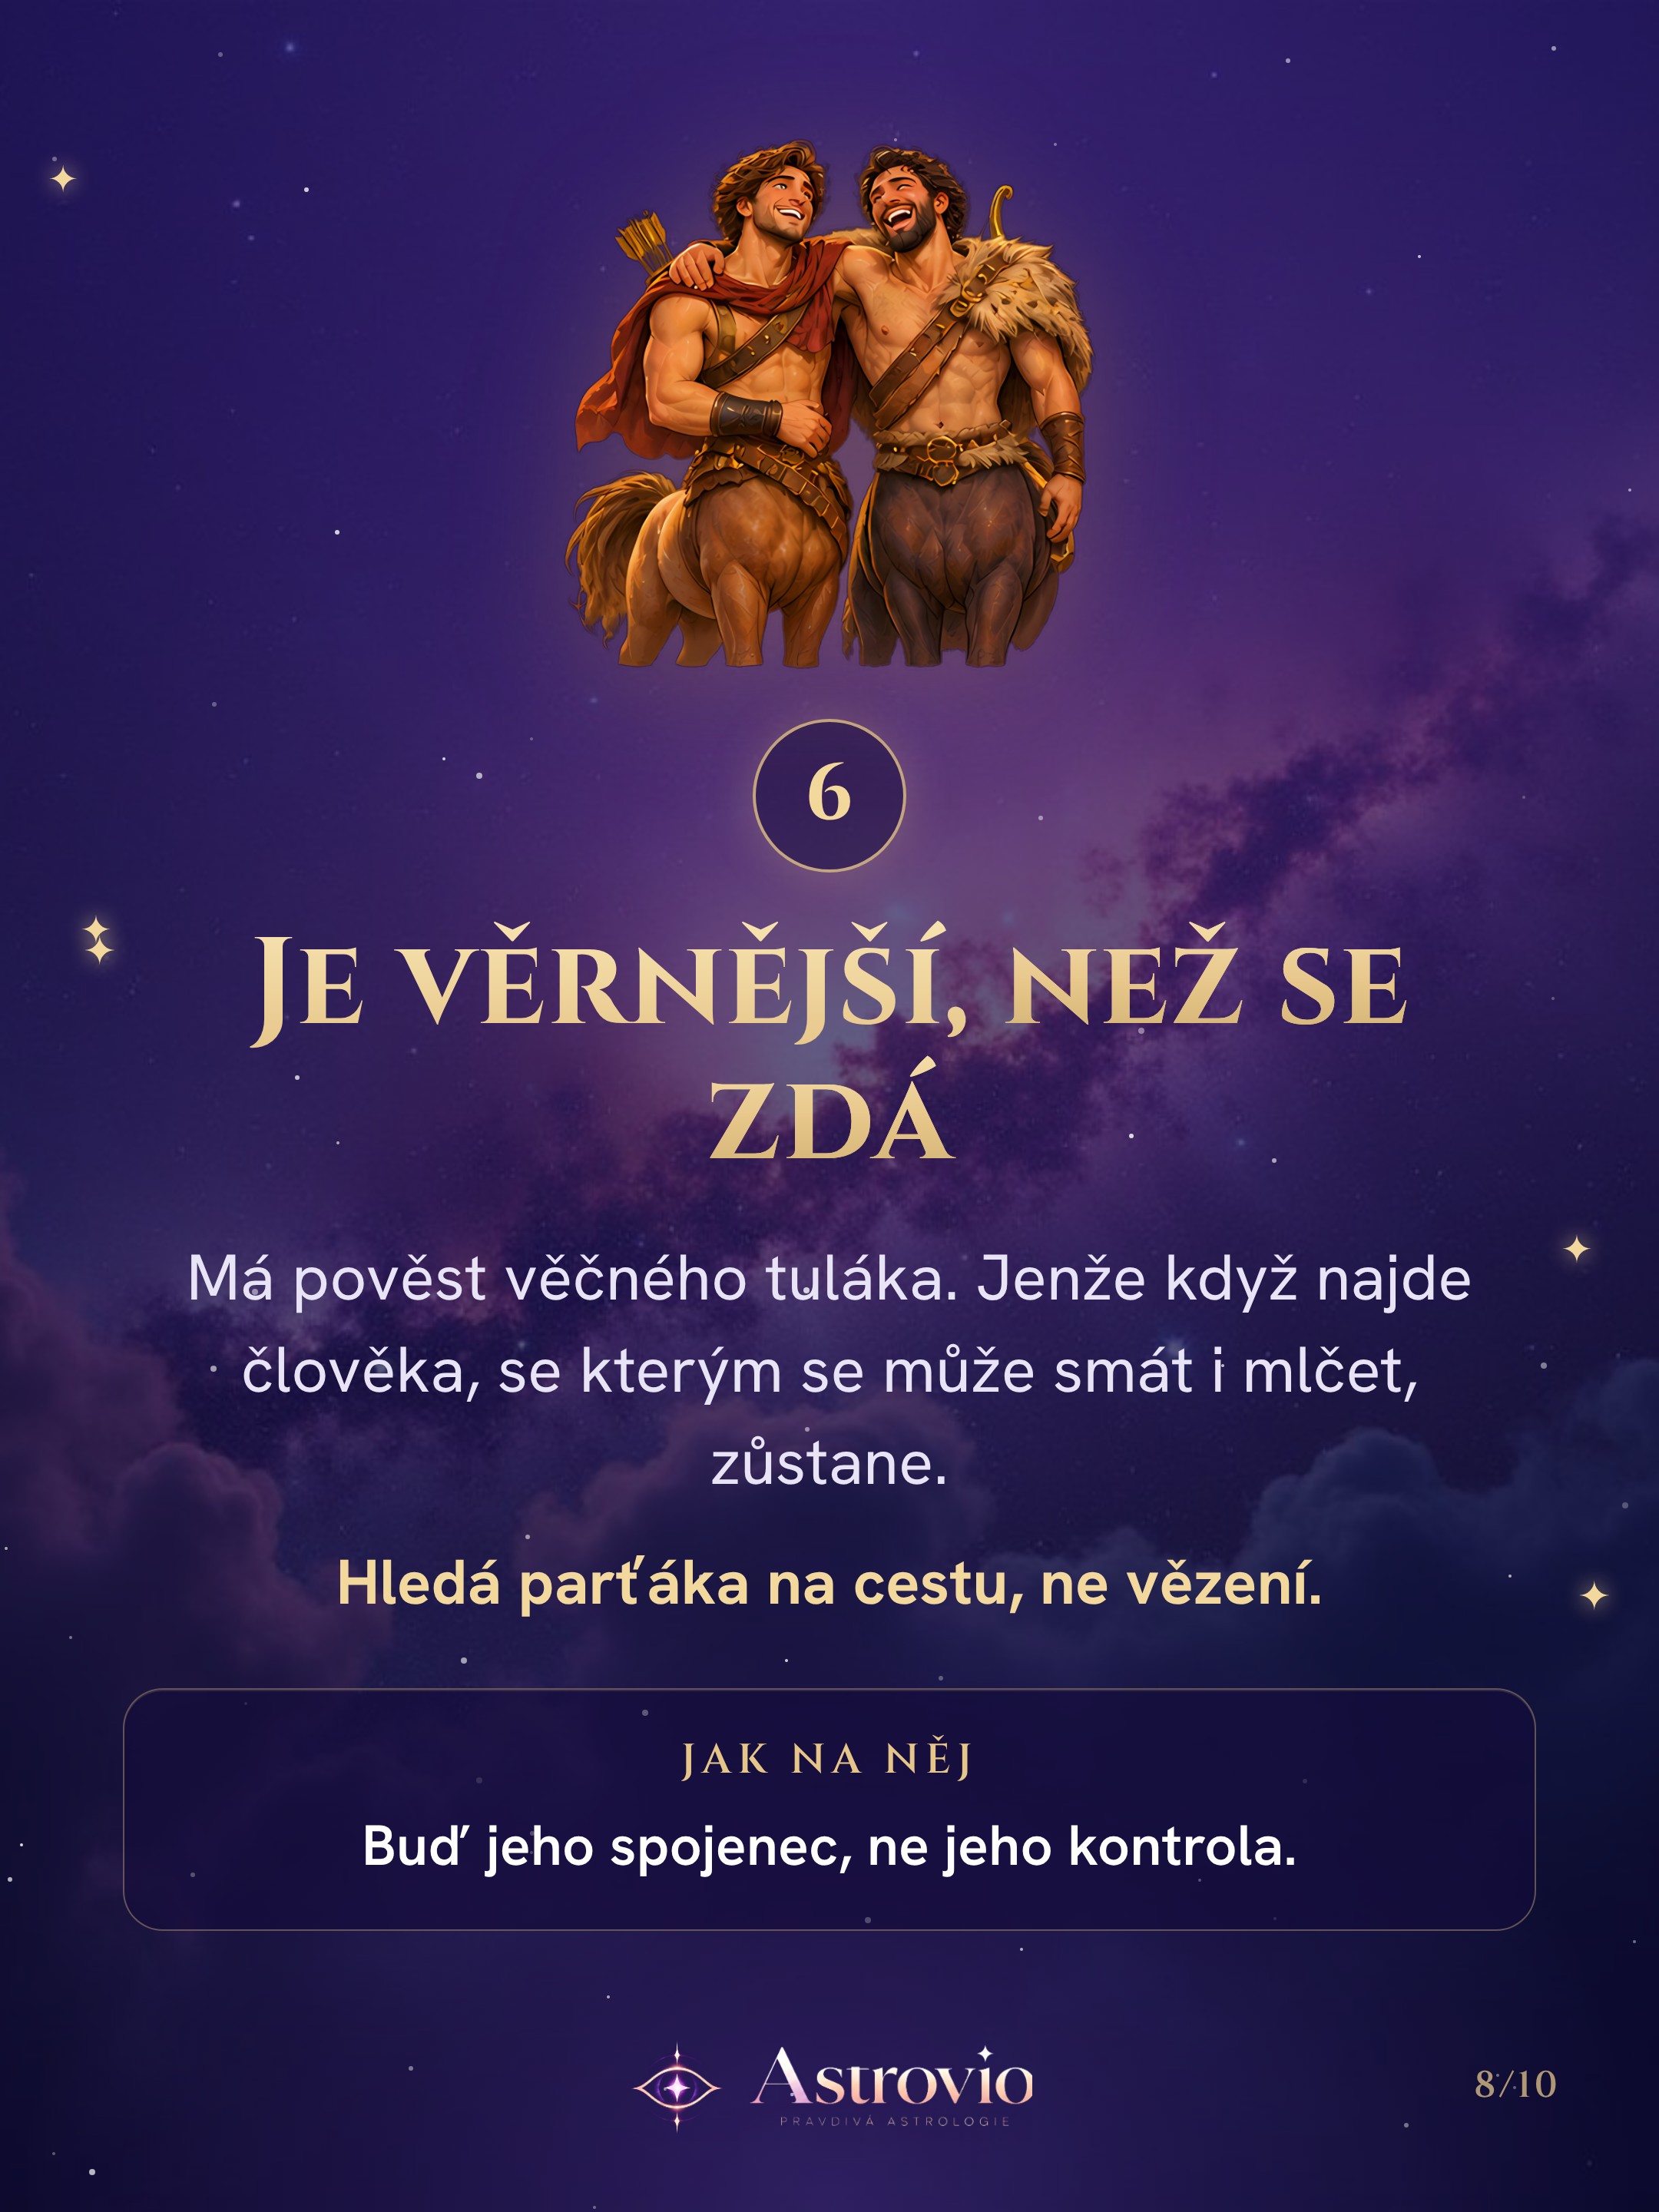 6
Je věrnější, než se
zdá
Má pověst věčného tuláka. Jenže když najde
člověka, se kterým se může smát i mlčet,
zůstane.
Hledá parťáka na cestu, ne vězení.
JAK NA NĚJ
Buď jeho spojenec, ne jeho kontrola.
Astrovio
PRAVDIVÁ ASTROLOGIE
8/10